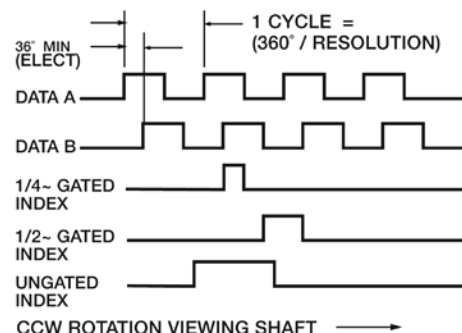 1 CYCLE =
(360° / RESOLUTION)
36° MIN
(ELECT)
DATA A
DATA B
1/4~ GATED
INDEX
1/2~ GATED
INDEX
UNGATED
INDEX
CCW ROTATION VIEWING SHAFT